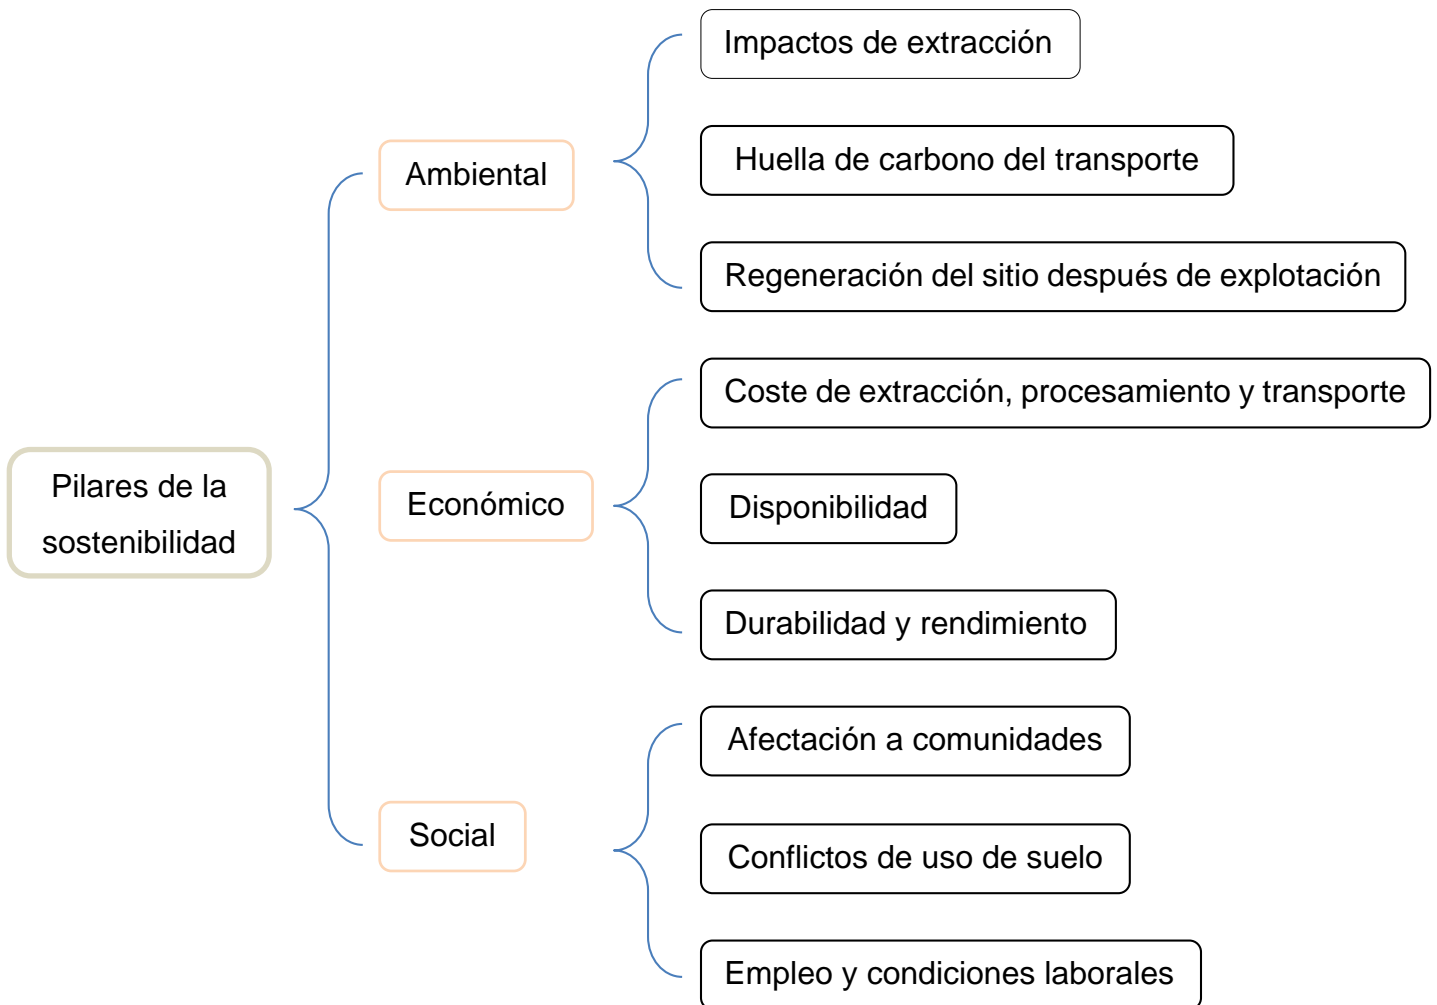 Pilares de la
sostenibilidad
Ambiental
Impactos de extracción
Huella de carbono del transporte
Regeneración del sitio después de explotación
Económico
Coste de extracción, procesamiento y transporte
Disponibilidad
Durabilidad y rendimiento
Social
Afectación a comunidades
Conflictos de uso de suelo
Empleo y condiciones laborales